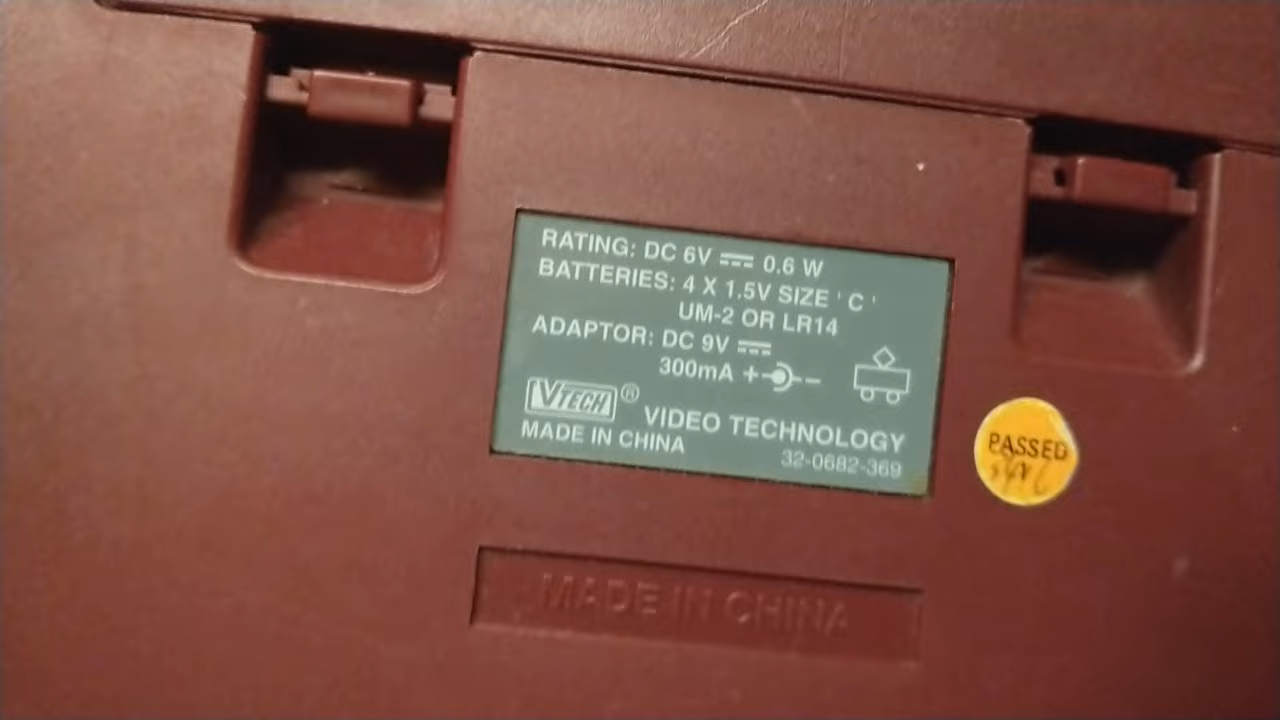 RATING: DC 6V ⎓ 0.6 W
BATTERIES: 4 X 1.5V SIZE ' C '
UM-2 OR LR14
ADAPTOR: DC 9V ⎓
300mA + −
VTECH ® VIDEO TECHNOLOGY
MADE IN CHINA
32-0682-369
PASSED
MADE IN CHINA